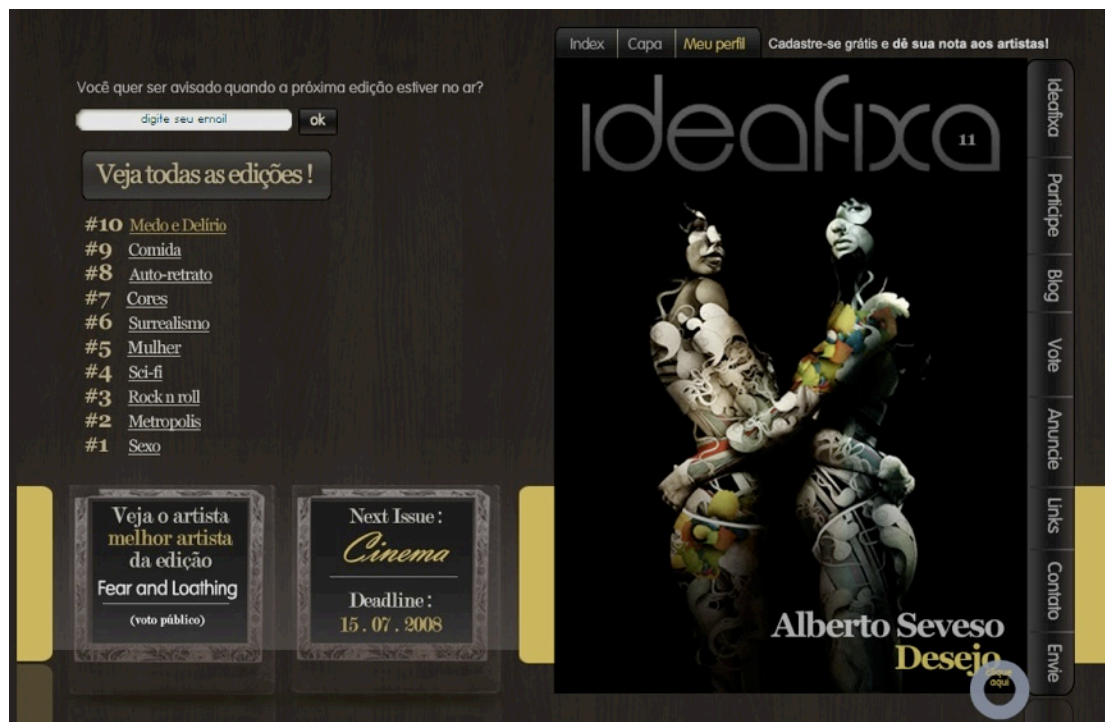 Index Capa Meu perfil Cadastre-se grátis e dê sua nota aos artistas!
Você quer ser avisado quando a próxima edição estiver no ar?
digite seu email ok
Veja todas as edições !
#10 Medo e Delírio
#9 Comida
#8 Auto-retrato
#7 Cores
#6 Surrealismo
#5 Mulher
#4 Sci-fi
#3 Rock n roll
#2 Metropolis
#1 Sexo
Veja o artista
melhor artista
da edição
Fear and Loathing
(voto público)
Next Issue :
Cinema
Deadline :
15 . 07 . 2008
ideafixa 11
Alberto Seveso
Desejo
clique
aqui
Ideafixa
Participe
Blog
Vote
Anuncie
Links
Contato
Envie